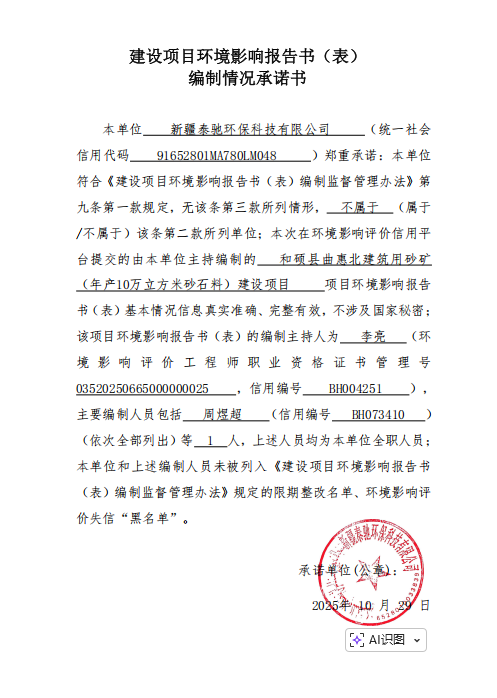 建设项目环境影响报告书（表）
编制情况承诺书
本单位 新疆泰驰环保科技有限公司 （统一社会
信用代码 91652801MA780LM048 ）郑重承诺：本单位
符合《建设项目环境影响报告书（表）编制监督管理办法》第
九条第一款规定，无该条第三款所列情形， 不属于 （属于
/不属于）该条第二款所列单位；本次在环境影响评价信用平
台提交的由本单位主持编制的 和硕县曲惠北建筑用砂矿
（年产10万立方米砂石料）建设项目 项目环境影响报告
书（表）基本情况信息真实准确、完整有效，不涉及国家秘密；
该项目环境影响报告书（表）的编制主持人为 李亮 （环
境影响评价工程师职业资格证书管理号
03520250665000000025 ，信用编号 BH004251 ），
主要编制人员包括 周煜超 （信用编号 BH073410 ）
（依次全部列出）等 1 人，上述人员均为本单位全职人员；
本单位和上述编制人员未被列入《建设项目环境影响报告书
（表）编制监督管理办法》规定的限期整改名单、环境影响评
价失信“黑名单”。
承诺单位(公章)：
2025年 10 月 29 日
AI识图